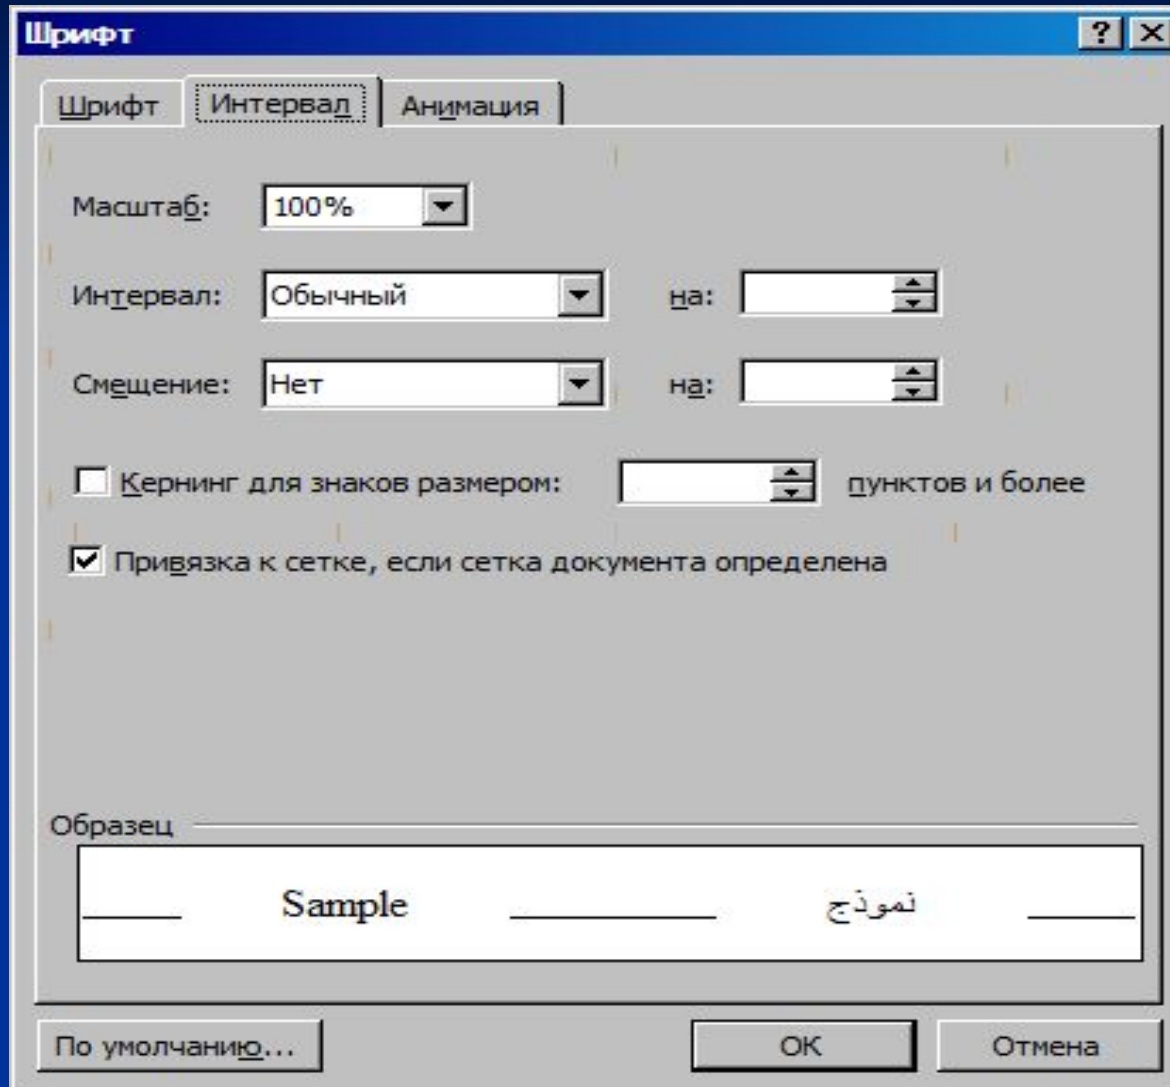 Шрифт
Шрифт Интервал Анимация
Масштаб: 100%
Интервал: Обычный на:
Смещение: Нет на:
Кернинг для знаков размером: пунктов и более
Привязка к сетке, если сетка документа определена
Образец
Sample نموذج
По умолчанию... ОК Отмена